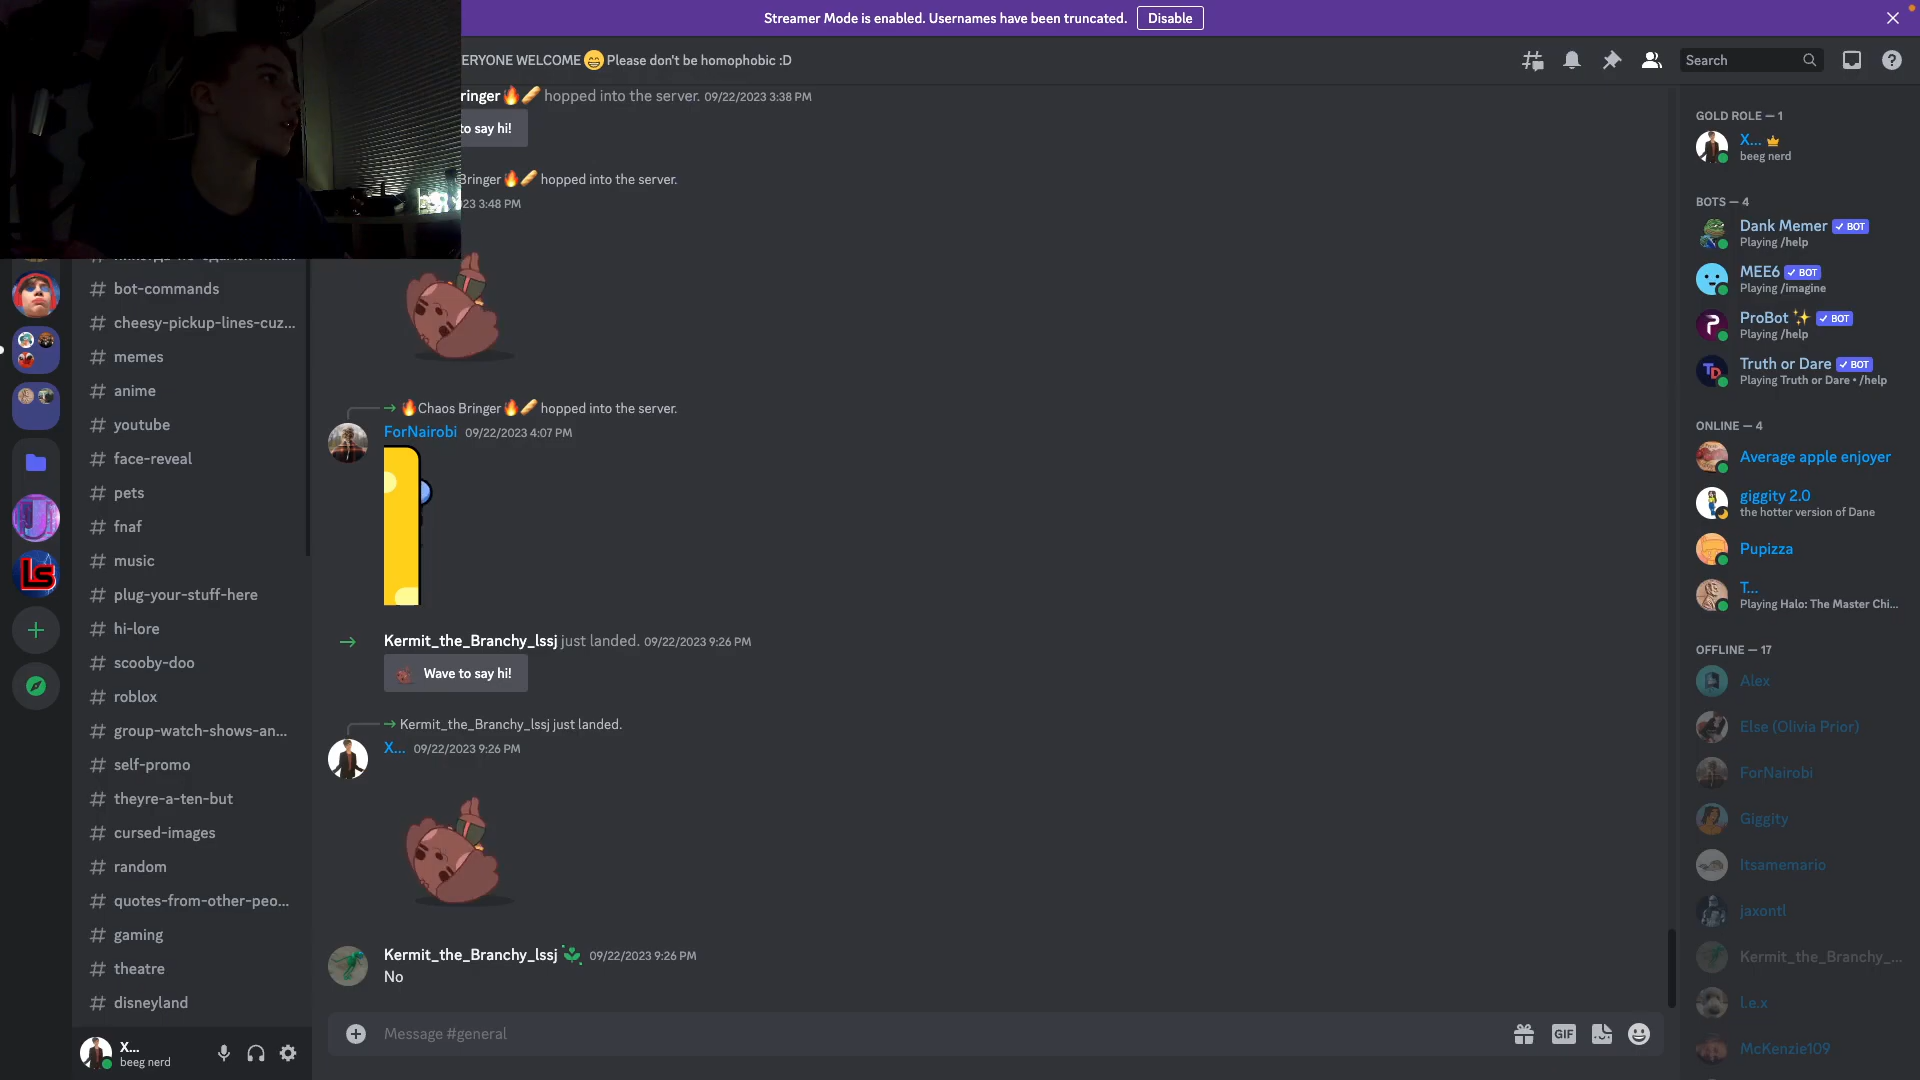 Streamer Mode is enabled. Usernames have been truncated. Disable
ERYONE WELCOME 😁 Please don't be homophobic :D
Search
ringer🔥🥖 hopped into the server. 09/22/2023 3:38 PM
to say hi!
Bringer🔥🥖 hopped into the server.
23 3:48 PM
🔥Chaos Bringer🔥🥖 hopped into the server.
ForNairobi 09/22/2023 4:07 PM
Kermit_the_Branchy_lssj just landed. 09/22/2023 9:26 PM
Wave to say hi!
Kermit_the_Branchy_lssj just landed.
X... 09/22/2023 9:26 PM
Kermit_the_Branchy_lssj 09/22/2023 9:26 PM
No
Message #general
GIF
bot-commands
cheesy-pickup-lines-cuz...
memes
anime
youtube
face-reveal
pets
fnaf
music
plug-your-stuff-here
hi-lore
scooby-doo
roblox
group-watch-shows-an...
self-promo
theyre-a-ten-but
cursed-images
random
quotes-from-other-peo...
gaming
theatre
disneyland
X...
beeg nerd
LS
GOLD ROLE — 1
X...
beeg nerd
BOTS — 4
Dank Memer ✓ BOT
Playing /help
MEE6 ✓ BOT
Playing /imagine
ProBot ✨ ✓ BOT
Playing /help
Truth or Dare ✓ BOT
Playing Truth or Dare • /help
ONLINE — 4
Average apple enjoyer
giggity 2.0
the hotter version of Dane
Pupizza
T...
Playing Halo: The Master Chi...
OFFLINE — 17
Alex
Else (Olivia Prior)
ForNairobi
Giggity
Itsamemario
jaxontl
Kermit_the_Branchy_...
l.e.x
McKenzie109